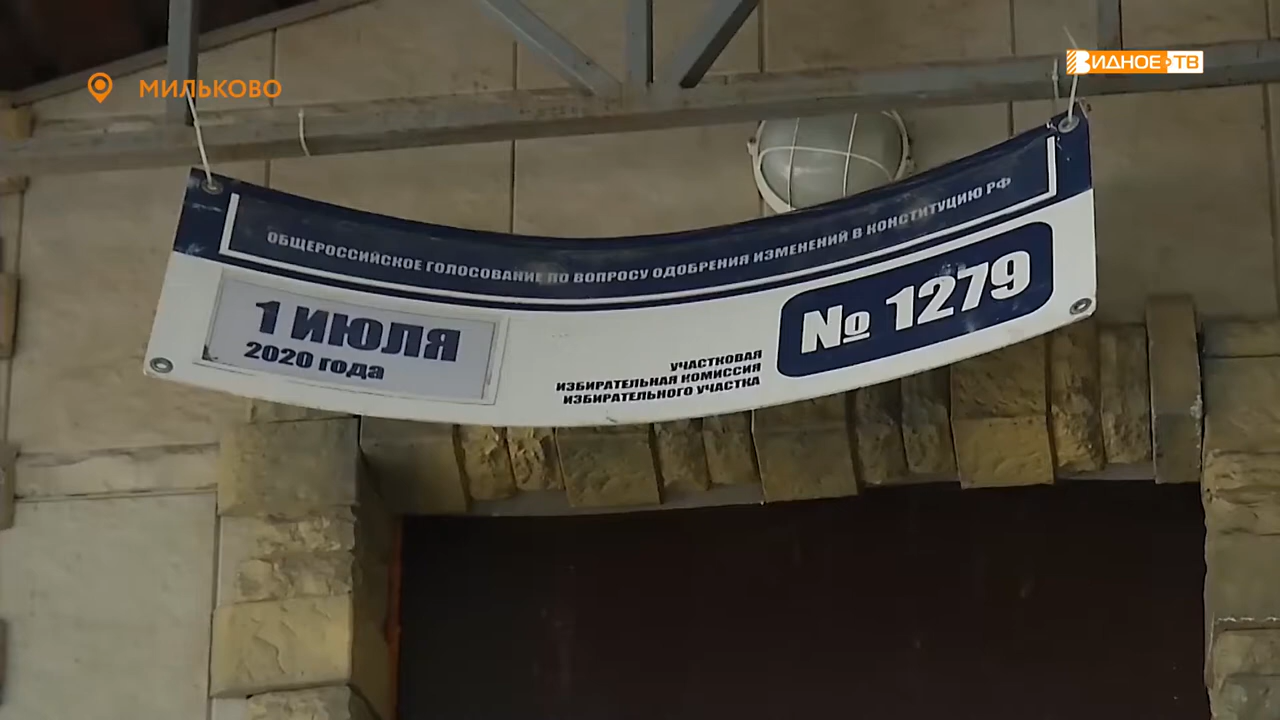 МИЛЬКОВО
ВИДНОЕ ТВ
ОБЩЕРОССИЙСКОЕ ГОЛОСОВАНИЕ ПО ВОПРОСУ ОДОБРЕНИЯ ИЗМЕНЕНИЙ В КОНСТИТУЦИЮ РФ
1 ИЮЛЯ
2020 года
УЧАСТКОВАЯ
ИЗБИРАТЕЛЬНАЯ КОМИССИЯ
ИЗБИРАТЕЛЬНОГО УЧАСТКА
№ 1279